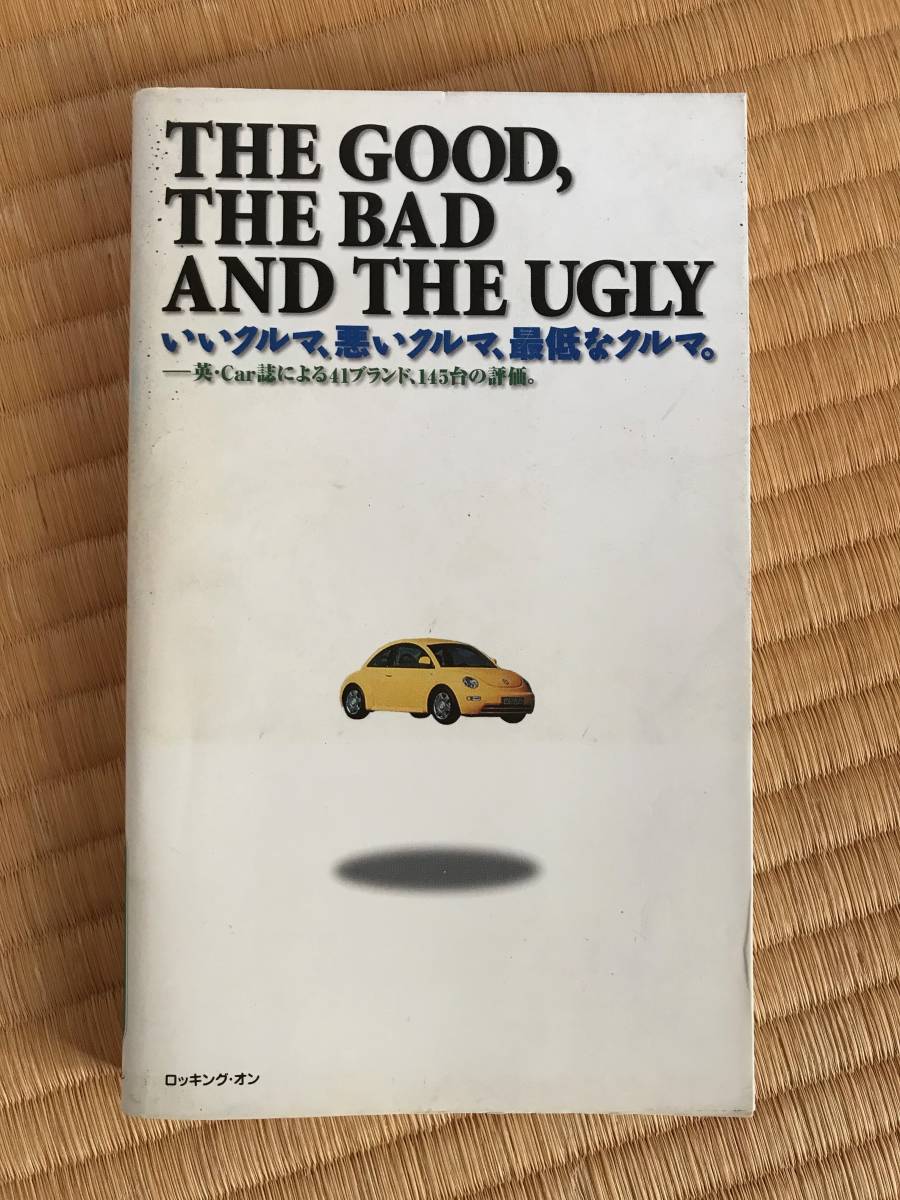 THE GOOD,
THE BAD
AND THE UGLY
いいクルマ、悪いクルマ、最低なクルマ。
──英・Car誌による41ブランド、145台の評価。
ロッキング・オン